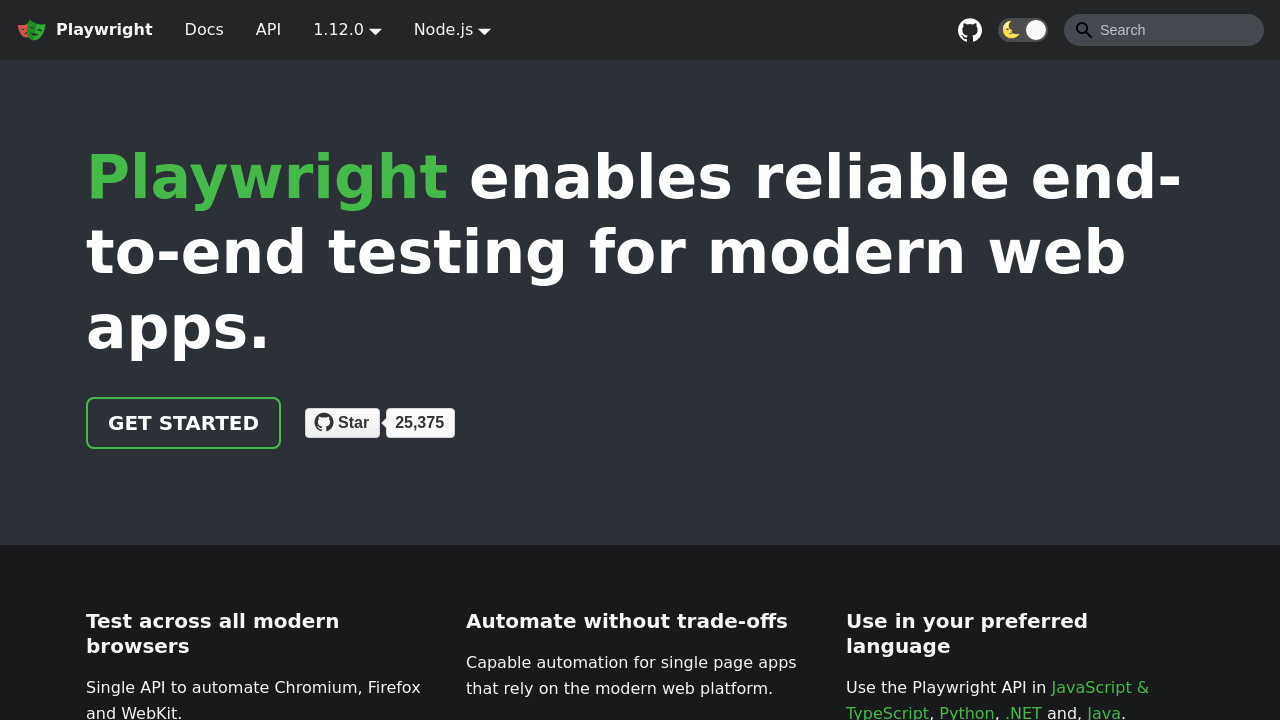 Playwright Docs API 1.12.0 Node.js Search
Playwright enables reliable end-
to-end testing for modern web
apps.
GET STARTED Star 25,375
Test across all modern
browsers
Single API to automate Chromium, Firefox
and WebKit.
Automate without trade-offs
Capable automation for single page apps
that rely on the modern web platform.
Use in your preferred
language
Use the Playwright API in JavaScript &
TypeScript, Python, .NET and, Java.